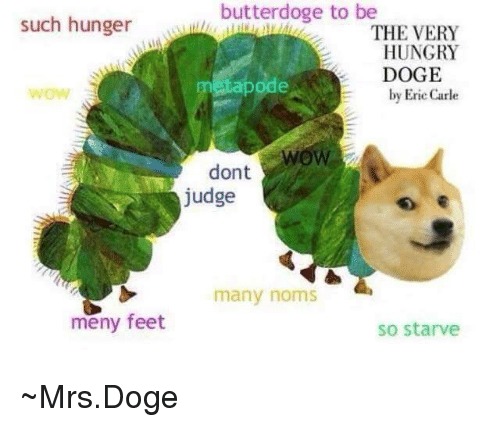 such hunger
butterdoge to be
THE VERY
HUNGRY
DOGE
by Eric Carle
wow
metapode
wow
dont
judge
many noms
meny feet
so starve
~Mrs.Doge